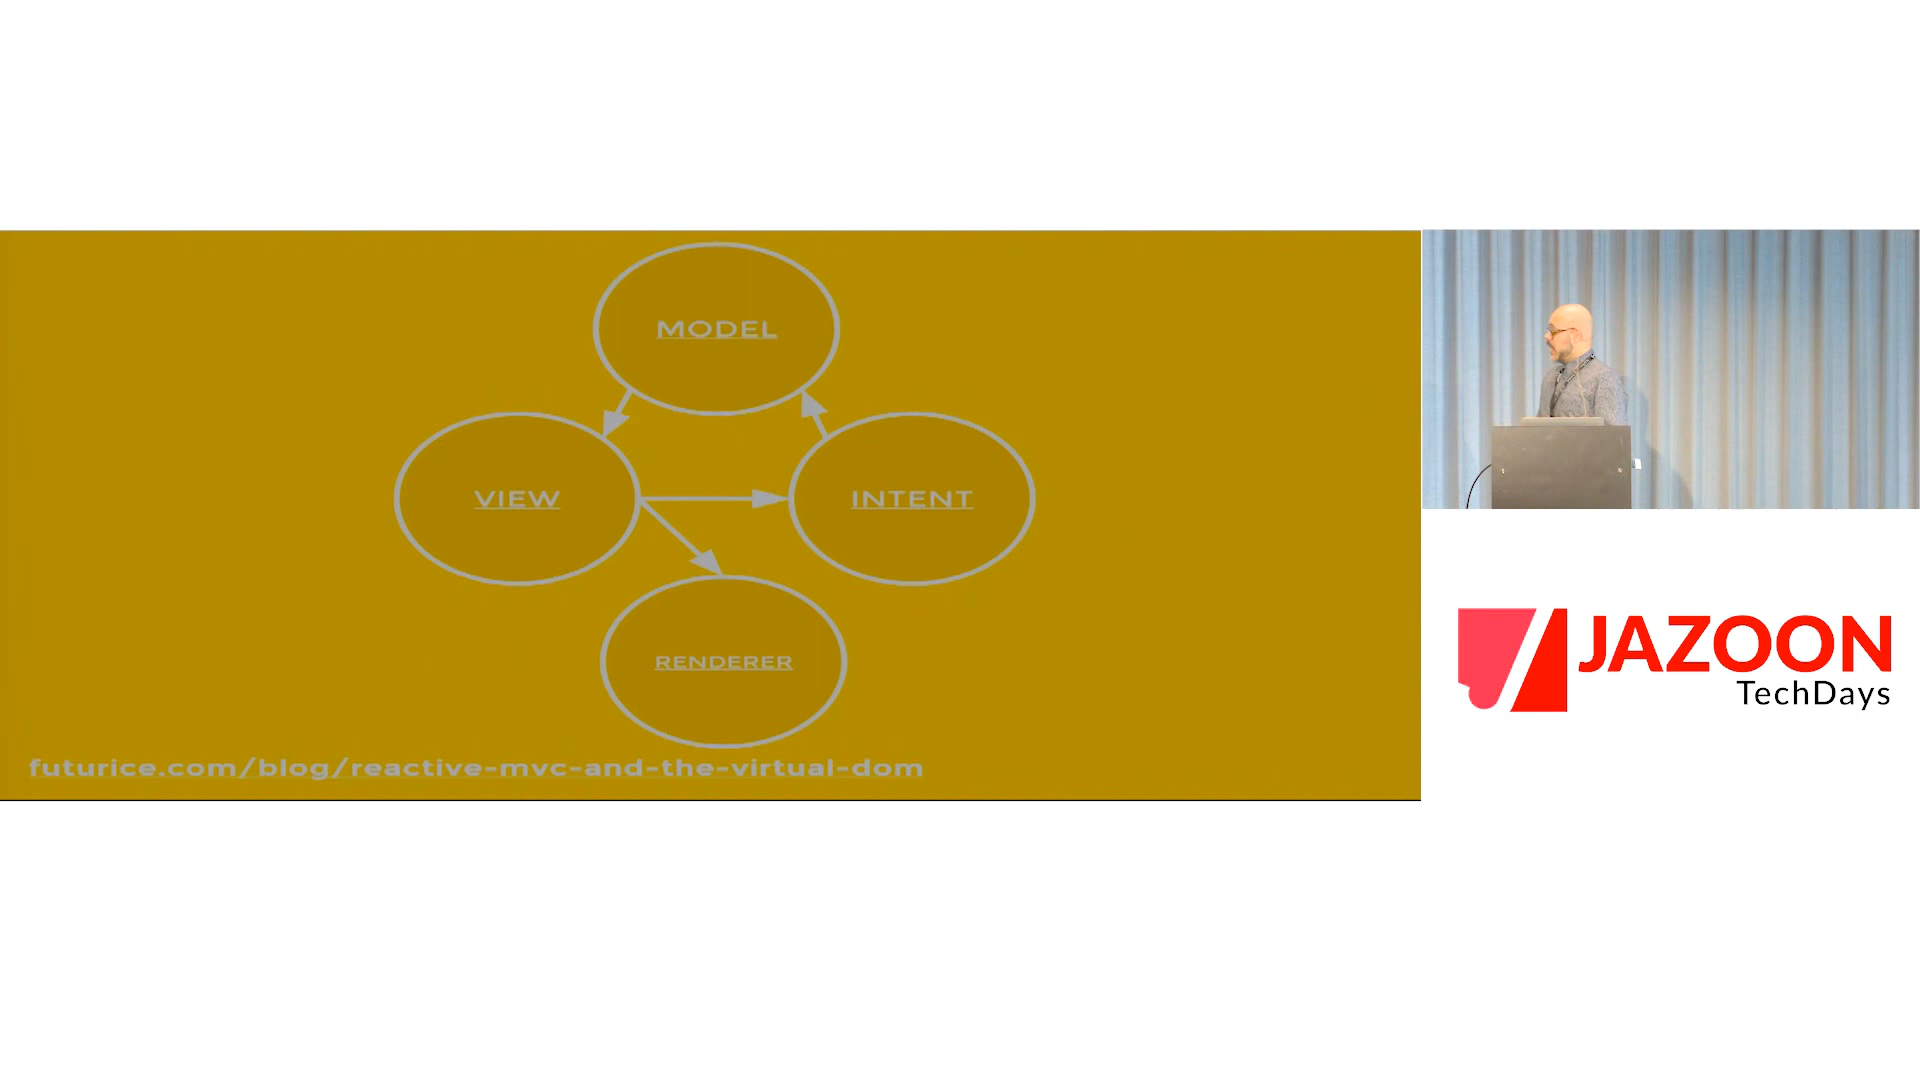 MODEL
VIEW
INTENT
RENDERER
futurice.com/blog/reactive-mvc-and-the-virtual-dom
JAZOON
TechDays